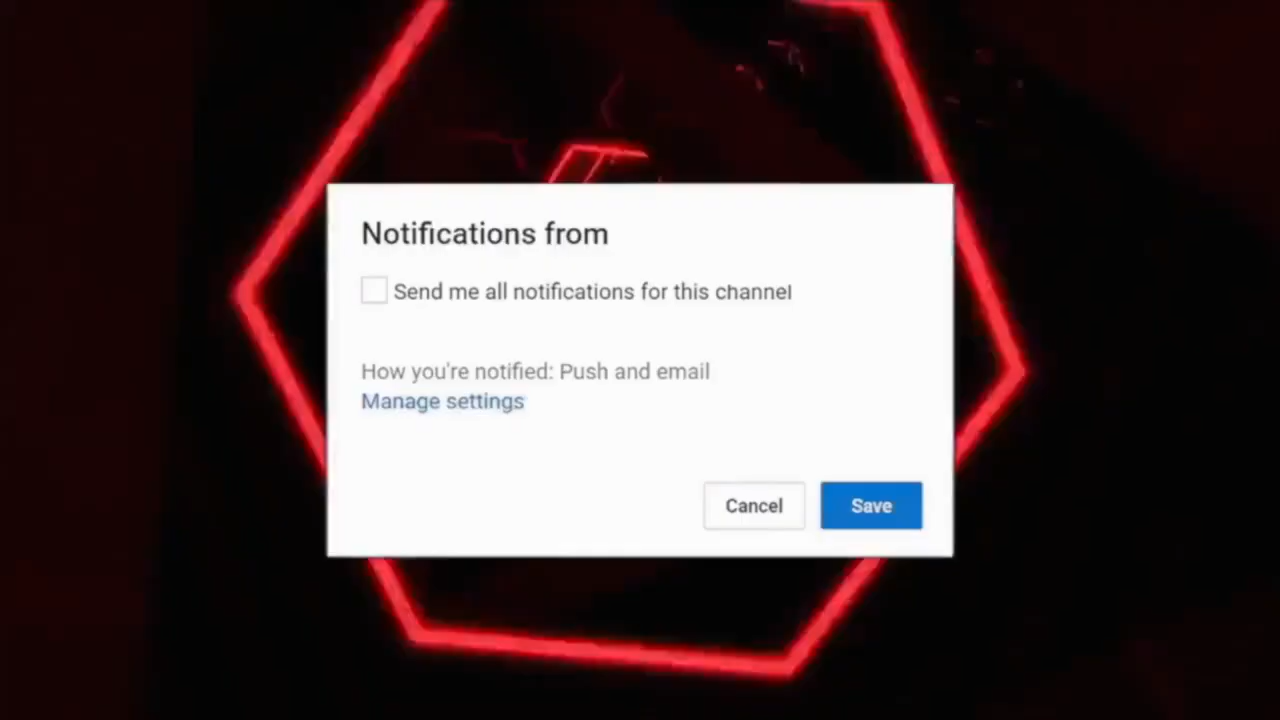 Notifications from
Send me all notifications for this channel
How you're notified: Push and email
Manage settings
Cancel
Save